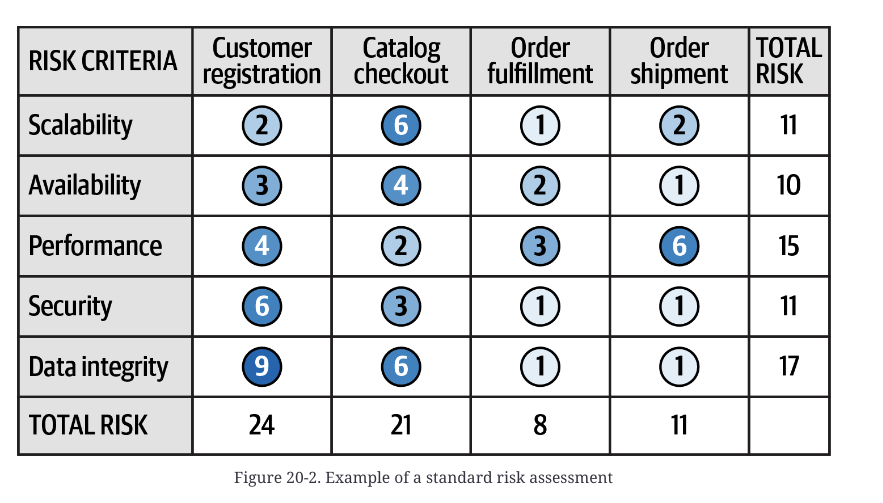 RISK CRITERIA Customer registration Catalog checkout Order fulfillment Order shipment TOTAL RISK
Scalability 2 6 1 2 11
Availability 3 4 2 1 10
Performance 4 2 3 6 15
Security 6 3 1 1 11
Data integrity 9 6 1 1 17
TOTAL RISK 24 21 8 11
Figure 20-2. Example of a standard risk assessment